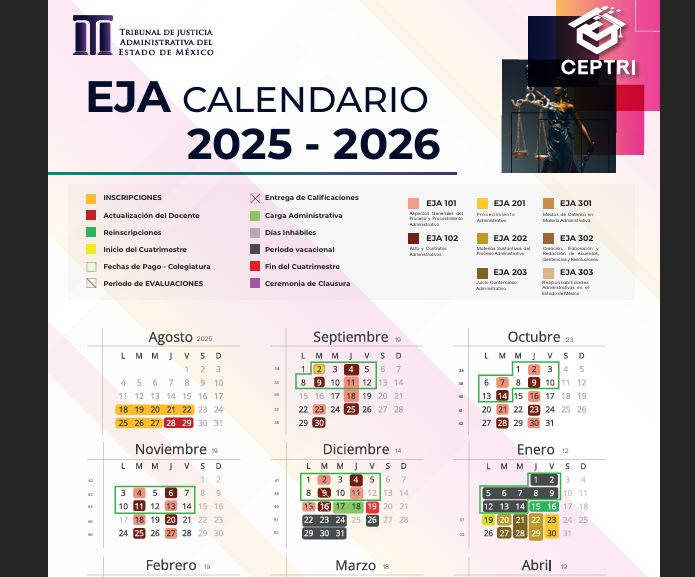 TRIBUNAL DE JUSTICIA
ADMINISTRATIVA DEL
ESTADO DE MÉXICO
CEPTRI
EJA CALENDARIO
2025 - 2026
INSCRIPCIONES
Actualización del Docente
Reinscripciones
Inicio del Cuatrimestre
Fechas de Pago - Colegiatura
Periodo de EVALUACIONES
Entrega de Calificaciones
Carga Administrativa
Días Inhábiles
Periodo vacacional
Fin del Cuatrimestre
Ceremonia de Clausura
EJA 101
Aspectos Generales del
Proceso y Procedimiento
Administrativo
EJA 102
Acto y Contratos
Administrativos
EJA 201
Procedimiento
Administrativo
EJA 202
Materias Sustantivas del
Proceso Administrativo
EJA 203
Juicio Contencioso
Administrativo
EJA 301
Medios de Defensa en
Materia Administrativa
EJA 302
Creación, Elaboración y
Redacción de Acuerdos,
Sentencias y Resoluciones
EJA 303
Responsabilidades
Administrativas en el
Estado de México
Agosto 2025
L M M J V S D
1 2 3
4 5 6 7 8 9 10
11 12 13 14 15 16 17
18 19 20 21 22 23 24
25 26 27 28 29 30 31
Septiembre 19
L M M J V S D
1 2 3 4 5 6 7
8 9 10 11 12 13 14
15 16 17 18 19 20 21
22 23 24 25 26 27 28
29 30
Octubre 23
L M M J V S D
1 2 3 4 5
6 7 8 9 10 11 12
13 14 15 16 17 18 19
20 21 22 23 24 25 26
27 28 29 30 31
Noviembre 19
L M M J V S D
1 2
3 4 5 6 7 8 9
10 11 12 13 14 15 16
17 18 19 20 21 22 23
24 25 26 27 28 29 30
Diciembre 14
L M M J V S D
1 2 3 4 5 6 7
8 9 10 11 12 13 14
15 16 17 18 19 20 21
22 23 24 25 26 27 28
29 30 31
Enero 12
L M M J V S D
1 2 3 4
5 6 7 8 9 10 11
12 13 14 15 16 17 18
19 20 21 22 23 24 25
26 27 28 29 30 31
Febrero 19
Marzo 18
Abril 19